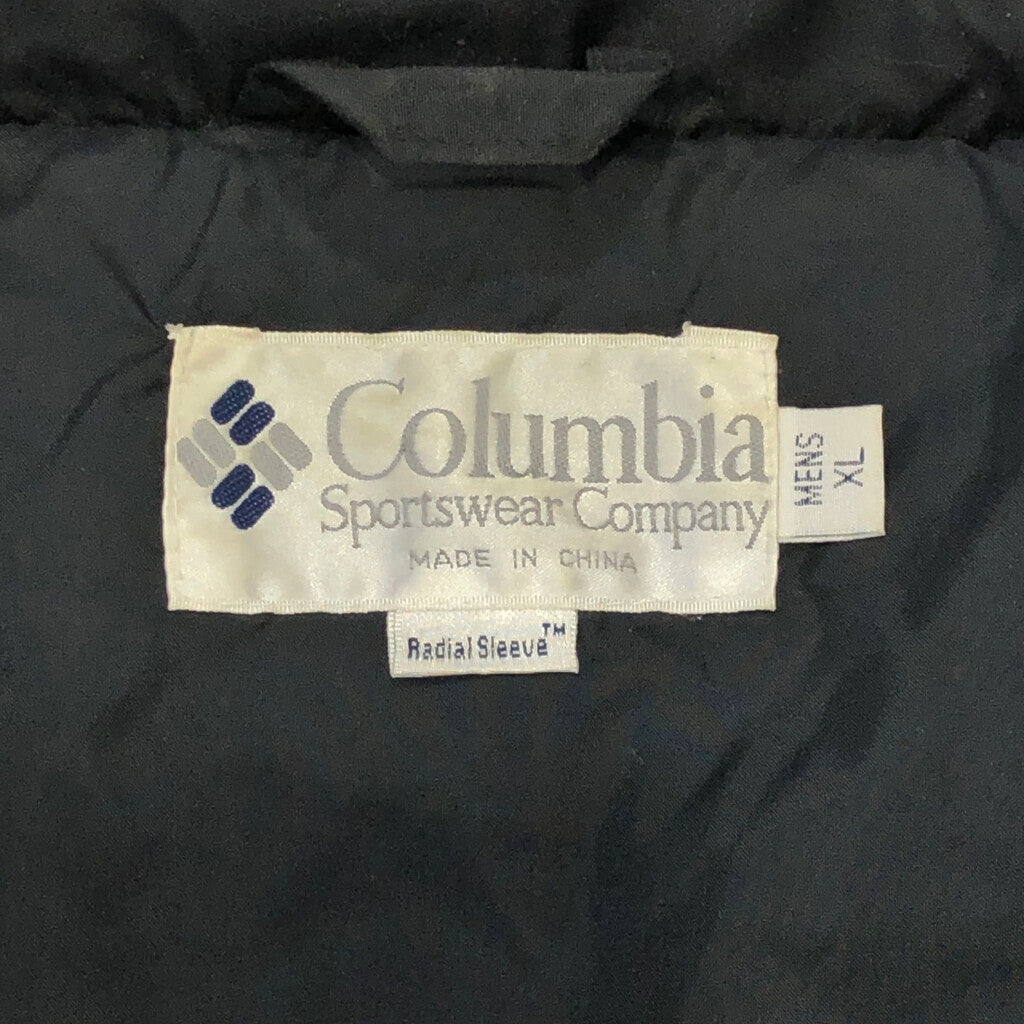 Columbia
Sportswear Company
MADE IN CHINA
MENS
XL
Radial Sleeve™